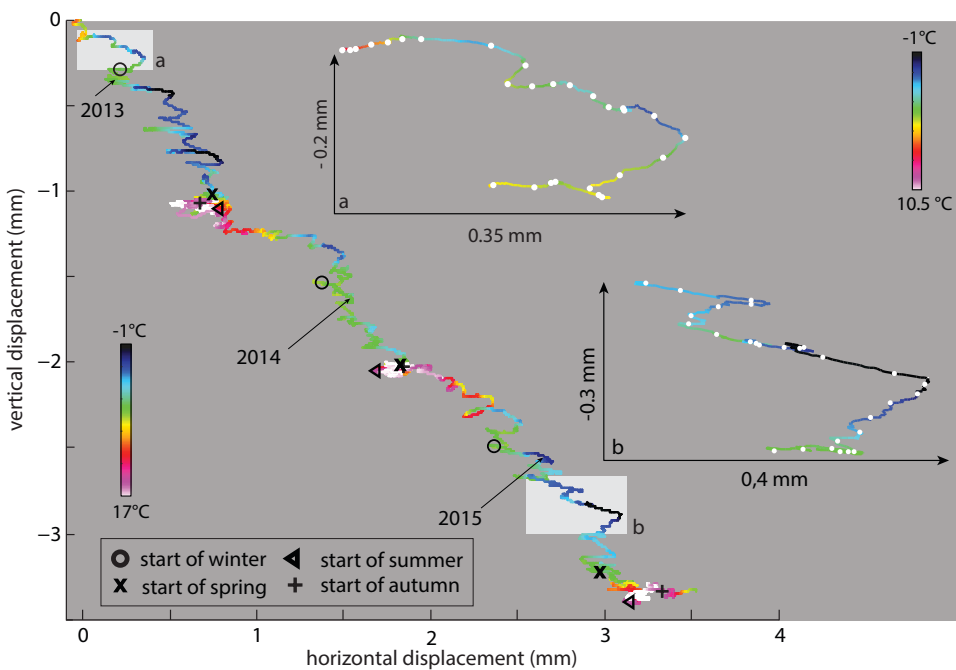 0
−1
−2
−3
vertical displacement (mm)
0
1
2
3
4
horizontal displacement (mm)
a
2013
2014
2015
b
- 0.2 mm
a
0.35 mm
-1°C
10.5 °C
-0.3 mm
b
0,4 mm
-1°C
17°C
start of winter
start of summer
start of spring
start of autumn